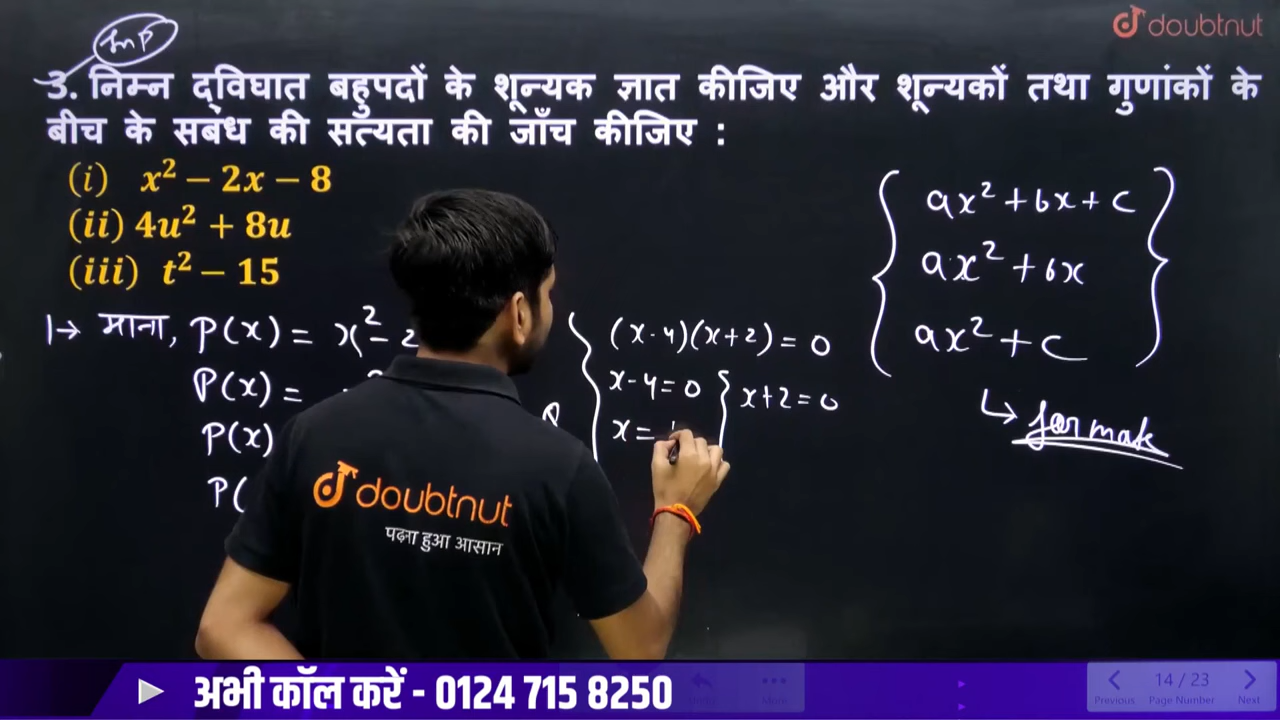 doubtnut
Imp
3. निम्न द्विघात बहुपदों के शून्यक ज्ञात कीजिए और शून्यकों तथा गुणांकों के
बीच के सबंध की सत्यता की जाँच कीजिए :
(i) x² − 2x − 8
(ii) 4u² + 8u
(iii) t² − 15
ax² + bx + c
ax² + bx
ax² + c
↳ formate
1→ माना, P(x) = x² - 2
P(x) =
P(x)
P(
(x-4)(x+2) = 0
x-4=0
x+2=0
x=
doubtnut
पढ़ना हुआ आसान
अभी कॉल करें - 0124 715 8250
14 / 23
Previous Page Number Next
More